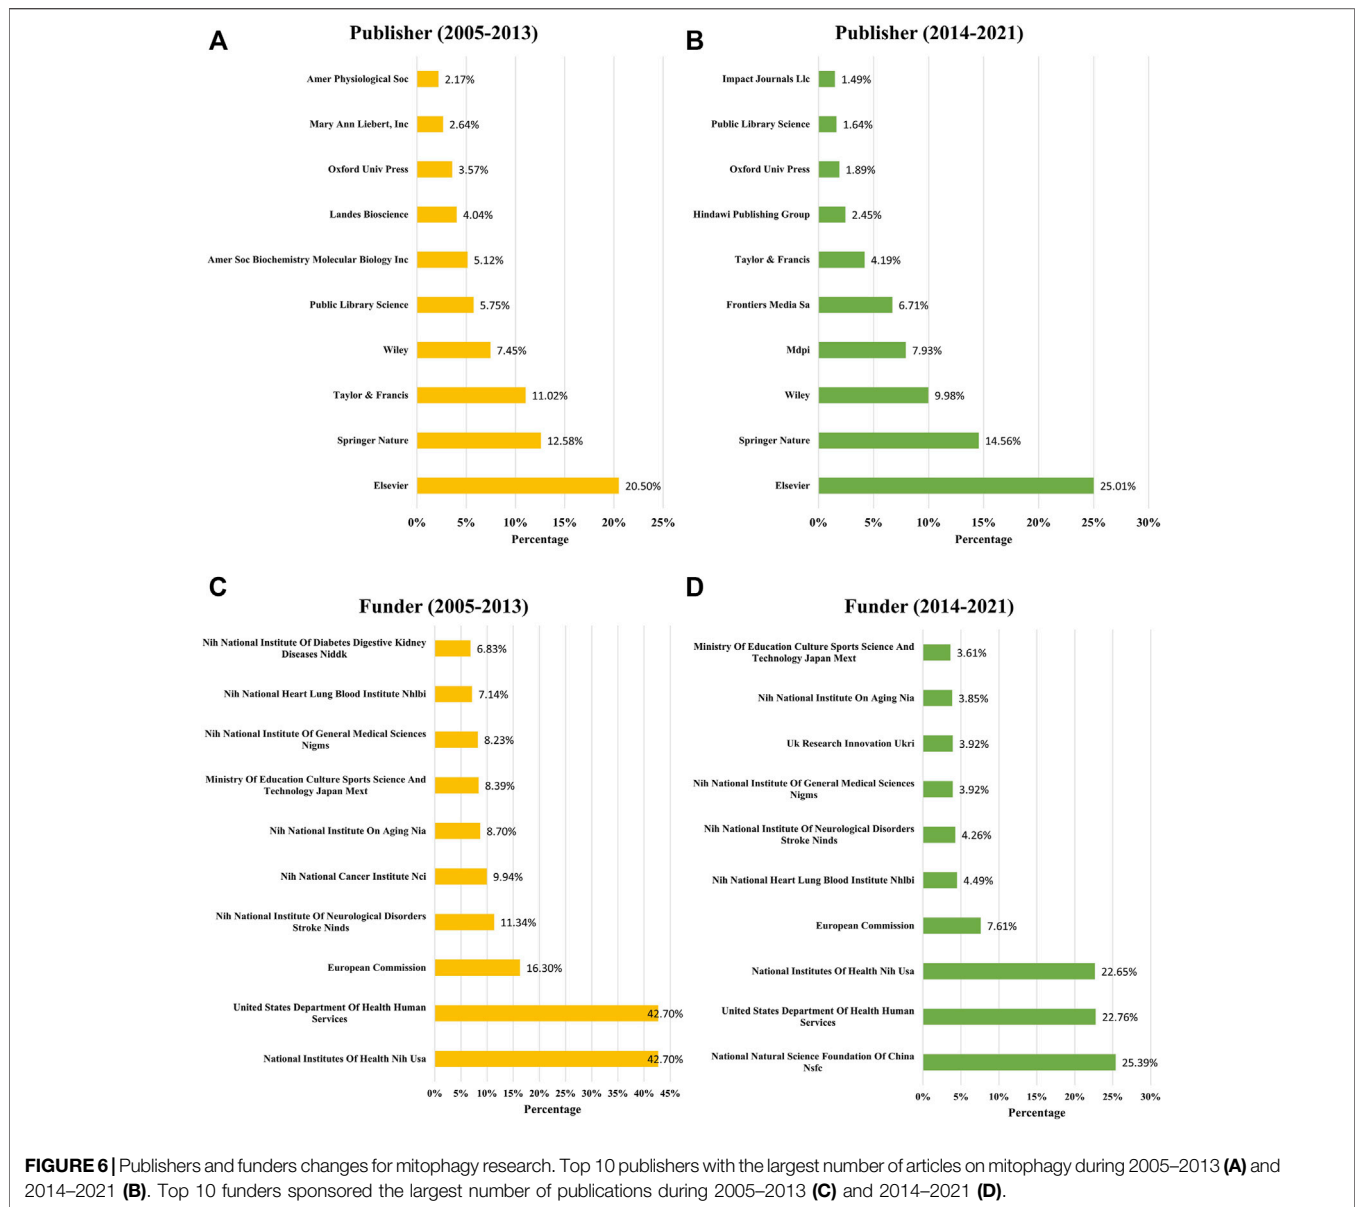 A
Publisher (2005-2013)
Amer Physiological Soc
2.17%
Mary Ann Liebert, Inc
2.64%
Oxford Univ Press
3.57%
Landes Bioscience
4.04%
Amer Soc Biochemistry Molecular Biology Inc
5.12%
Public Library Science
5.75%
Wiley
7.45%
Taylor & Francis
11.02%
Springer Nature
12.58%
Elsevier
20.50%
0% 5% 10% 15% 20% 25%
Percentage
B
Publisher (2014-2021)
Impact Journals Llc
1.49%
Public Library Science
1.64%
Oxford Univ Press
1.89%
Hindawi Publishing Group
2.45%
Taylor & Francis
4.19%
Frontiers Media Sa
6.71%
Mdpi
7.93%
Wiley
9.98%
Springer Nature
14.56%
Elsevier
25.01%
0% 5% 10% 15% 20% 25% 30%
Percentage
C
Funder (2005-2013)
Nih National Institute Of Diabetes Digestive Kidney
Diseases Niddk
6.83%
Nih National Heart Lung Blood Institute Nhlbi
7.14%
Nih National Institute Of General Medical Sciences
Nigms
8.23%
Ministry Of Education Culture Sports Science And
Technology Japan Mext
8.39%
Nih National Institute On Aging Nia
8.70%
Nih National Cancer Institute Nci
9.94%
Nih National Institute Of Neurological Disorders
Stroke Ninds
11.34%
European Commission
16.30%
United States Department Of Health Human
Services
42.70%
National Institutes Of Health Nih Usa
42.70%
0% 5% 10% 15% 20% 25% 30% 35% 40% 45%
Percentage
D
Funder (2014-2021)
Ministry Of Education Culture Sports Science And
Technology Japan Mext
3.61%
Nih National Institute On Aging Nia
3.85%
Uk Research Innovation Ukri
3.92%
Nih National Institute Of General Medical Sciences
Nigms
3.92%
Nih National Institute Of Neurological Disorders
Stroke Ninds
4.26%
Nih National Heart Lung Blood Institute Nhlbi
4.49%
European Commission
7.61%
National Institutes Of Health Nih Usa
22.65%
United States Department Of Health Human
Services
22.76%
National Natural Science Foundation Of China
Nsfc
25.39%
0% 5% 10% 15% 20% 25% 30%
Percentage
FIGURE 6 | Publishers and funders changes for mitophagy research. Top 10 publishers with the largest number of articles on mitophagy during 2005–2013 (A) and
2014–2021 (B). Top 10 funders sponsored the largest number of publications during 2005–2013 (C) and 2014–2021 (D).